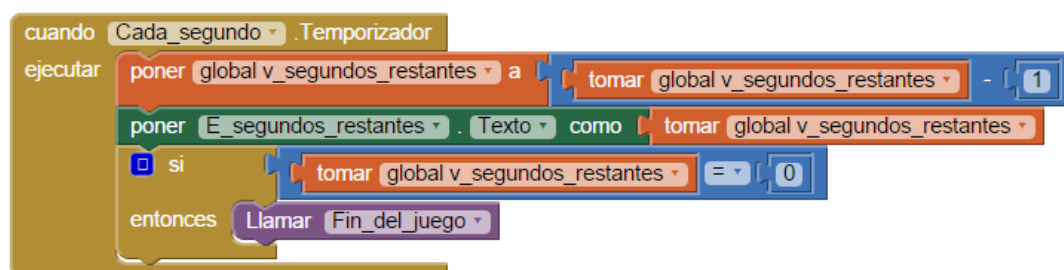 cuando Cada_segundo .Temporizador
ejecutar poner global v_segundos_restantes a tomar global v_segundos_restantes - 1
poner E_segundos_restantes . Texto como tomar global v_segundos_restantes
si tomar global v_segundos_restantes = 0
entonces Llamar Fin_del_juego